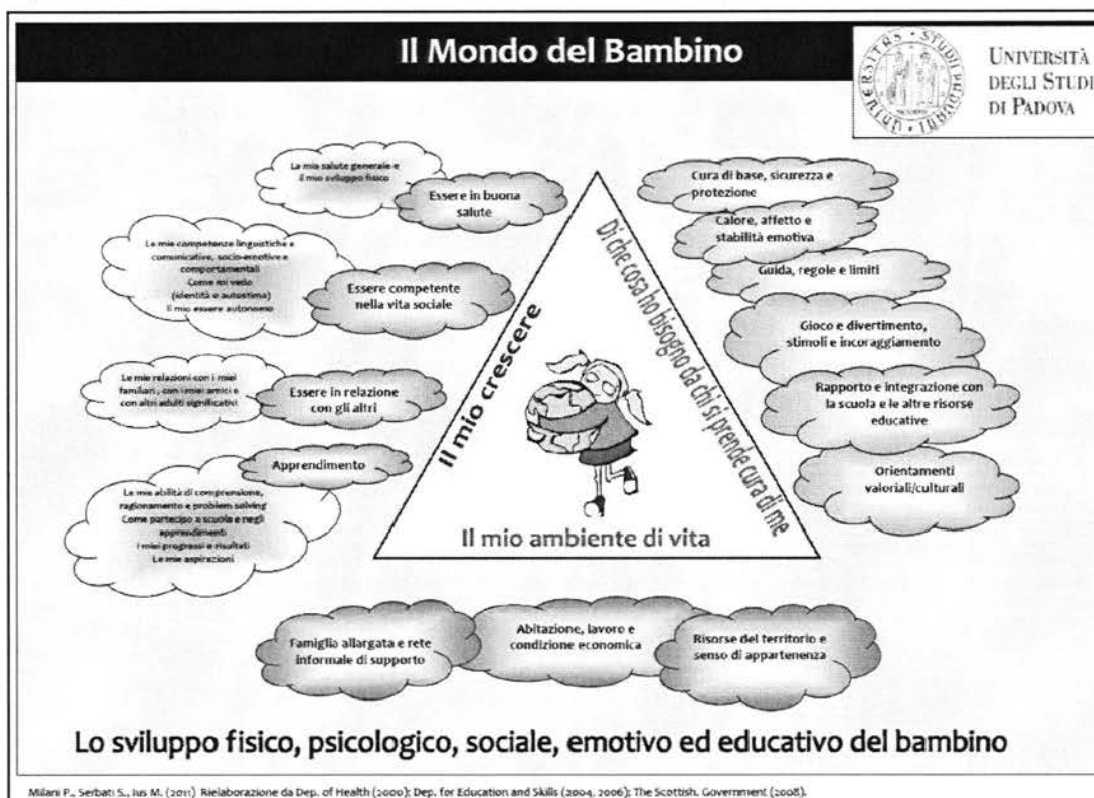 Il Mondo del Bambino
UNIVERSITÀ
DEGLI STUDI
DI PADOVA
UNIVERSITAS STUDII PADUANI
La mia salute generale e
il mio sviluppo fisico
Essere in buona
salute
Le mie competenze linguistiche e
comunicative, socio-emotive e
comportamentali
Come mi vedo
(identità e autostima)
Il mio essere autonomo
Essere competente
nella vita sociale
Le mie relazioni con i miei
familiari, con i miei amici e
con altri adulti significativi
Essere in relazione
con gli altri
Apprendimento
Le mie abilità di comprensione,
ragionamento e problem solving
Come partecipo a scuola e negli
apprendimenti
I miei progressi e risultati
Le mie aspirazioni
Il mio crescere
Di che cosa ho bisogno da chi si prende cura di me
Il mio ambiente di vita
Cura di base, sicurezza e
protezione
Calore, affetto e
stabilità emotiva
Guida, regole e limiti
Gioco e divertimento,
stimoli e incoraggiamento
Rapporto e integrazione con
la scuola e le altre risorse
educative
Orientamenti
valoriali/culturali
Famiglia allargata e rete
informale di supporto
Abitazione, lavoro e
condizione economica
Risorse del territorio e
senso di appartenenza
Lo sviluppo fisico, psicologico, sociale, emotivo ed educativo del bambino
Milani P., Serbati S., Ius M. (2011) Rielaborazione da Dep. of Health (2000); Dep. for Education and Skills (2004, 2006); The Scottish. Government (2008).